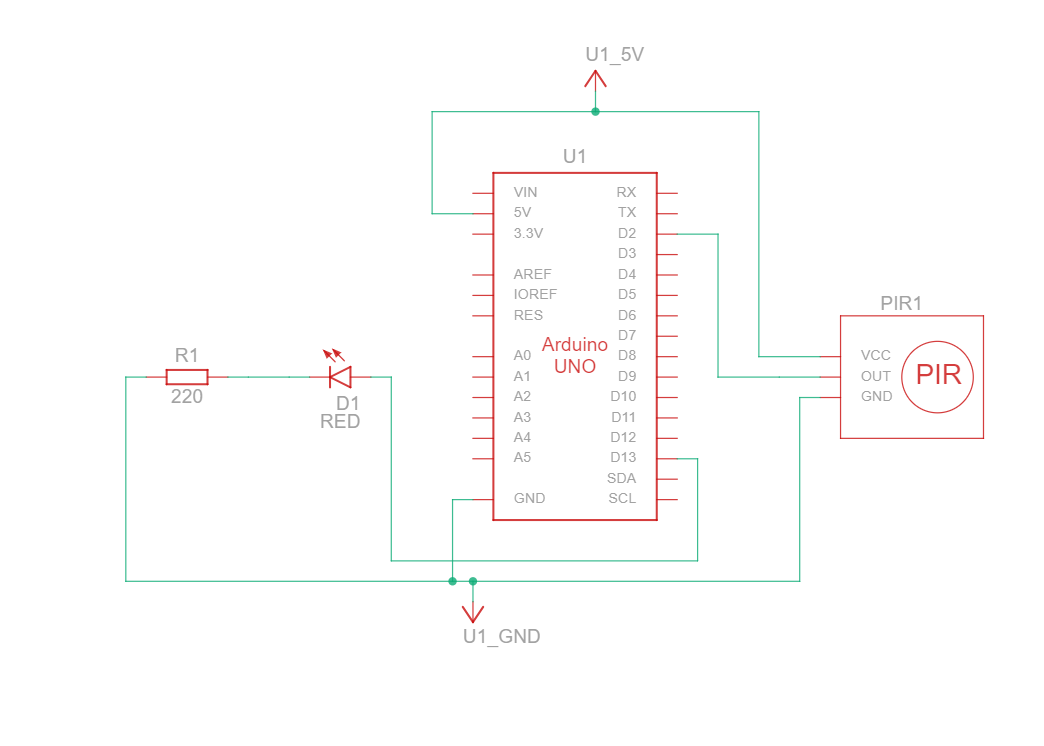 U1_5V
U1
VIN RX
5V TX
3.3V D2
D3
AREF D4
IOREF D5
RES D6
D7
Arduino
UNO
A0 D8
A1 D9
A2 D10
A3 D11
A4 D12
A5 D13
SDA
GND SCL
PIR1
VCC
OUT
GND
PIR
R1
220
D1
RED
U1_GND